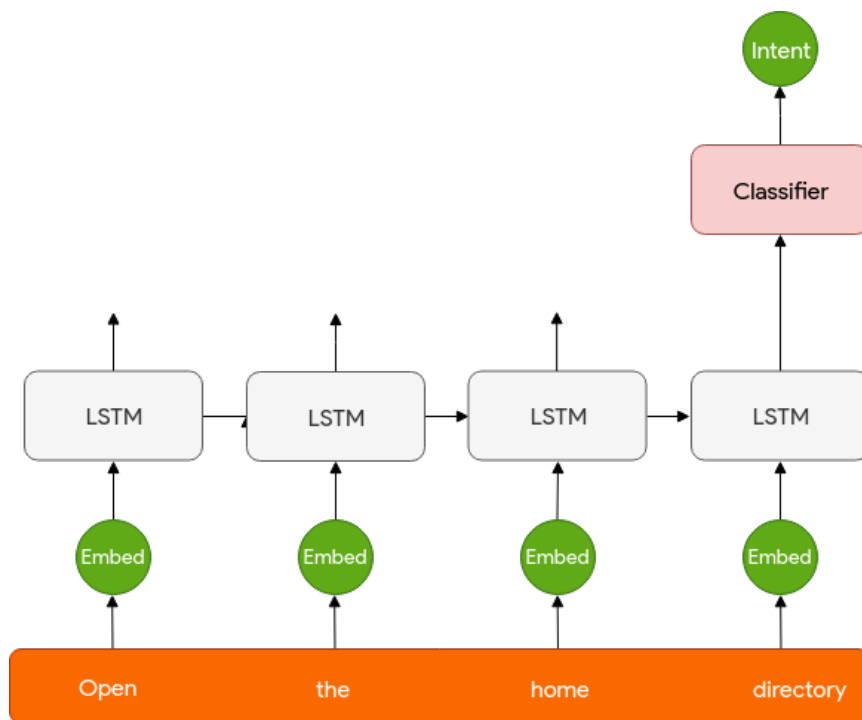 Intent
Classifier
LSTM LSTM LSTM LSTM
Embed Embed Embed Embed
Open the home directory